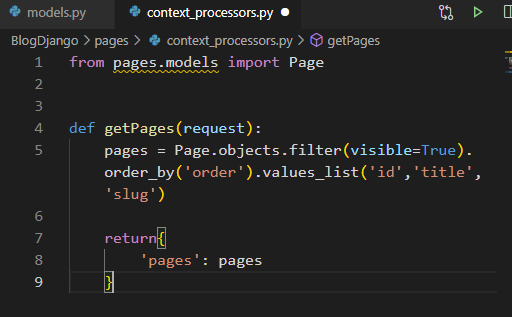 models.py
context_processors.py
BlogDjango > pages > context_processors.py > getPages
1 from pages.models import Page
2
3
4 def getPages(request):
5     pages = Page.objects.filter(visible=True).
    order_by('order').values_list('id','title',
    'slug')
6
7     return{
8         'pages': pages
9     }